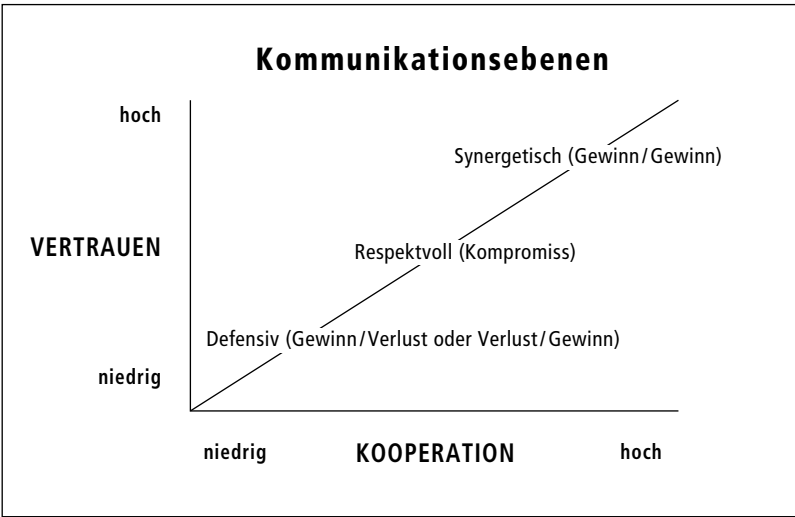 Kommunikationsebenen
hoch
Synergetisch (Gewinn/Gewinn)
VERTRAUEN
Respektvoll (Kompromiss)
Defensiv (Gewinn/Verlust oder Verlust/Gewinn)
niedrig
niedrig KOOPERATION hoch